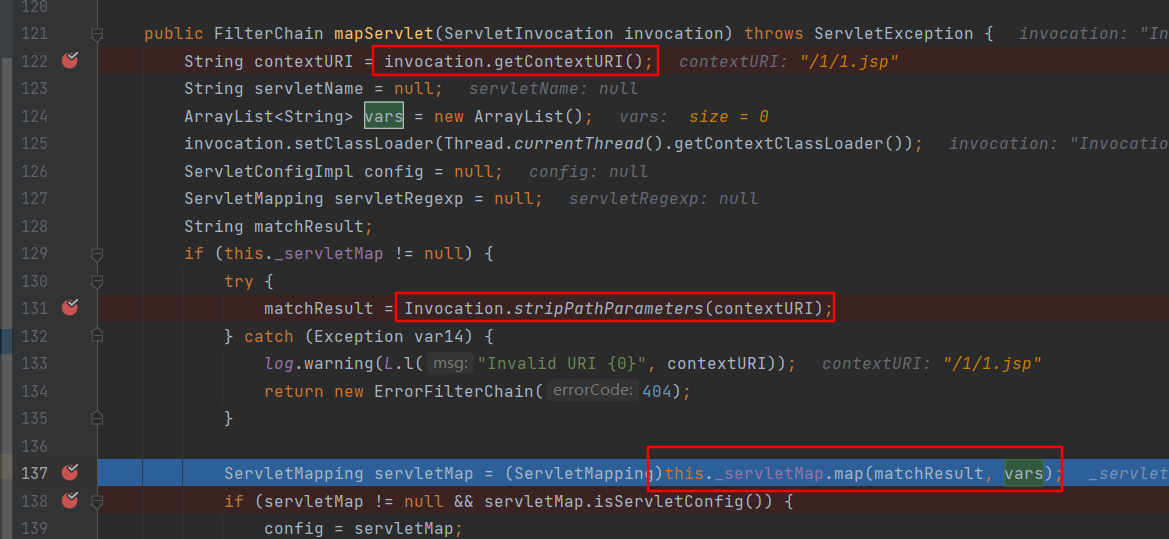 120
121 public FilterChain mapServlet(ServletInvocation invocation) throws ServletException { invocation: "In
122 String contextURI = invocation.getContextURI(); contextURI: "/1/1.jsp"
123 String servletName = null; servletName: null
124 ArrayList<String> vars = new ArrayList(); vars: size = 0
125 invocation.setClassLoader(Thread.currentThread().getContextClassLoader()); invocation: "Invocatio
126 ServletConfigImpl config = null; config: null
127 ServletMapping servletRegexp = null; servletRegexp: null
128 String matchResult;
129 if (this._servletMap != null) {
130 try {
131 matchResult = Invocation.stripPathParameters(contextURI);
132 } catch (Exception var14) {
133 log.warning(L.l( msg: "Invalid URI {0}", contextURI)); contextURI: "/1/1.jsp"
134 return new ErrorFilterChain( errorCode: 404);
135 }
136
137 ServletMapping servletMap = (ServletMapping)this._servletMap.map(matchResult, vars); _servlet
138 if (servletMap != null && servletMap.isServletConfig()) {
139 config = servletMap;